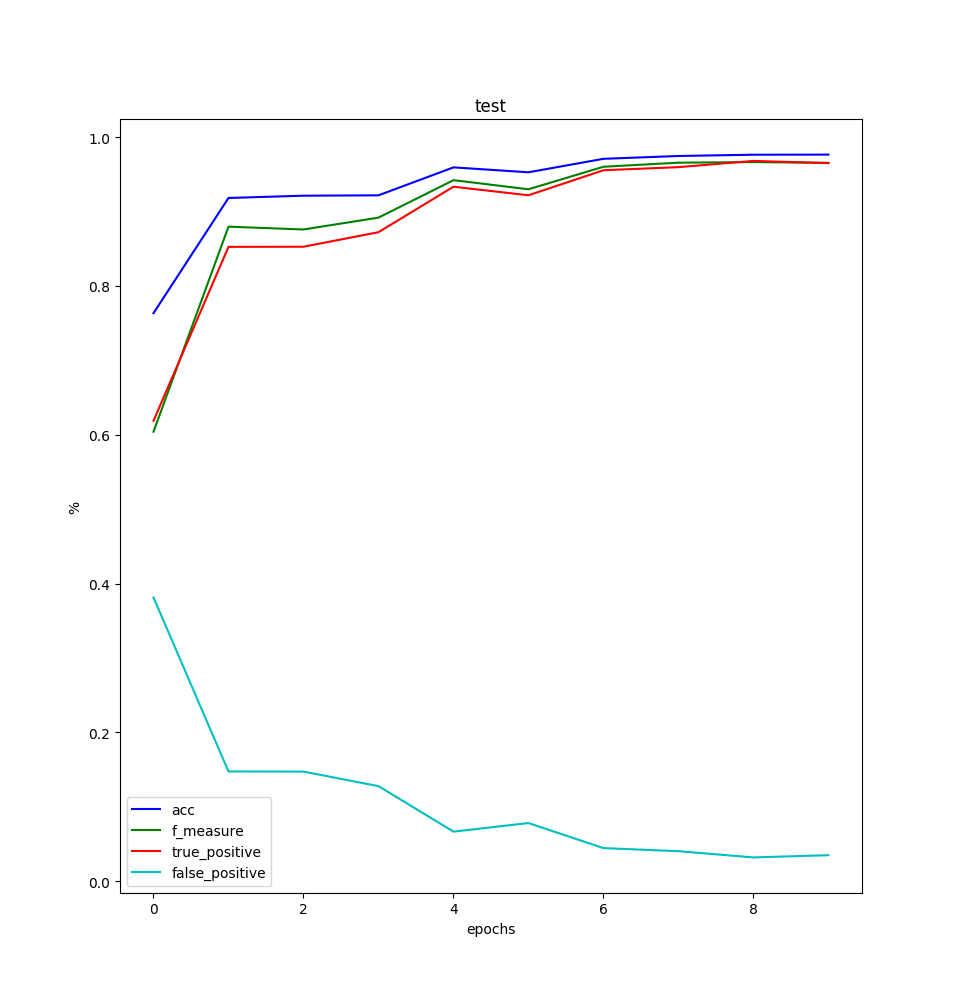 test
1.0
0.8
0.6
%
0.4
0.2
0.0
acc
f_measure
true_positive
false_positive
0 2 4 6 8
epochs